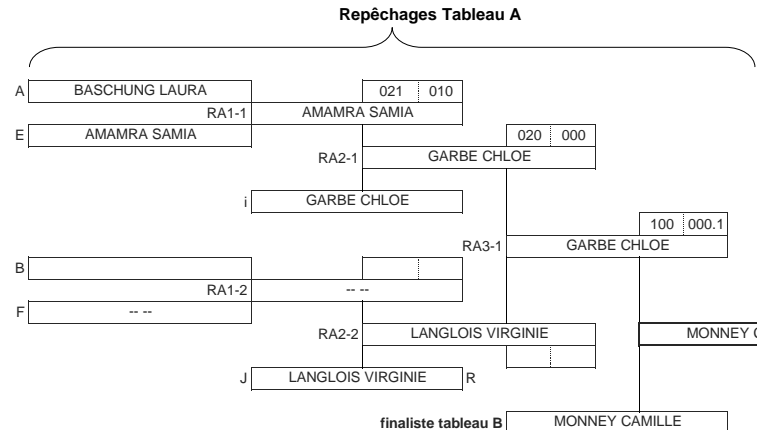 Repêchages Tableau A
A BASCHUNG LAURA 021 010
RA1-1 AMAMRA SAMIA
E AMAMRA SAMIA 020 000
RA2-1 GARBE CHLOE
i GARBE CHLOE
100 000.1
RA3-1 GARBE CHLOE
B
RA1-2 -- --
F -- --
RA2-2 LANGLOIS VIRGINIE MONNEY
J LANGLOIS VIRGINIE R
finaliste tableau B MONNEY CAMILLE